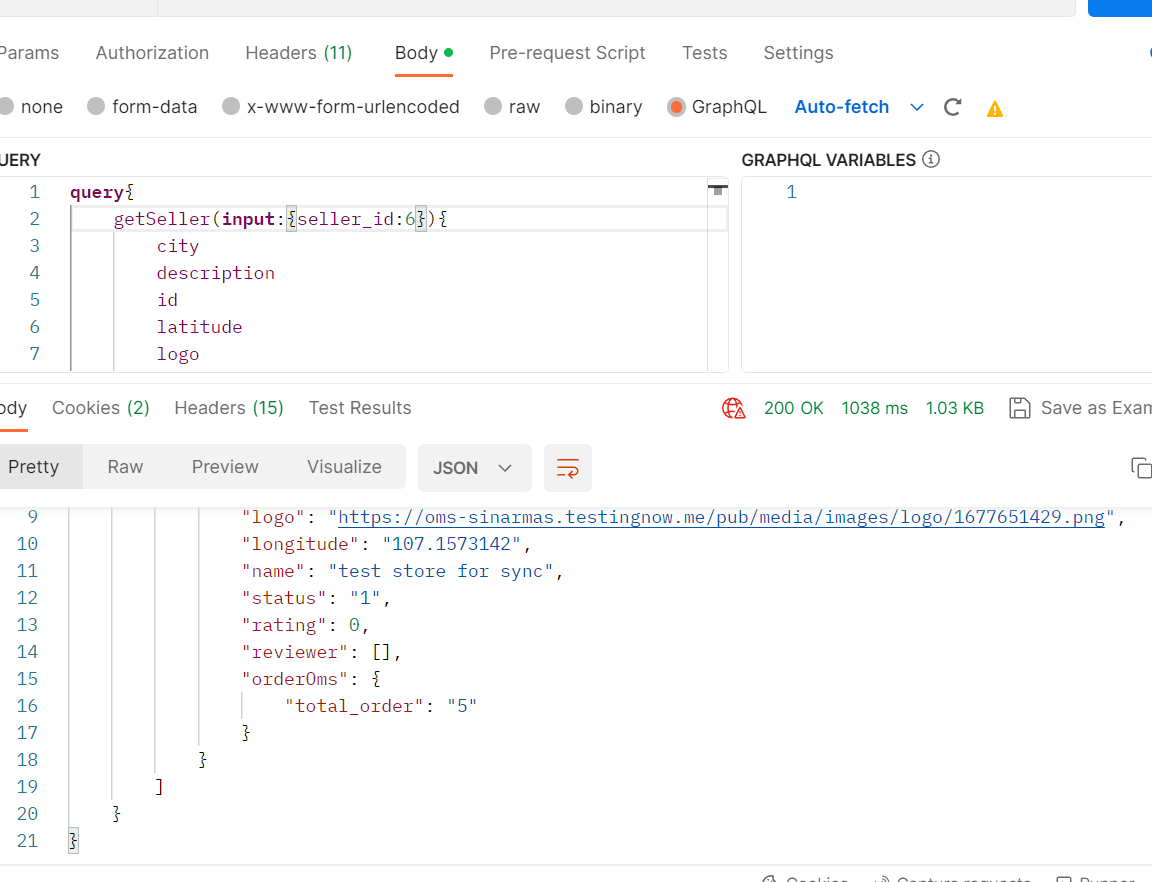 Params Authorization Headers (11) Body Pre-request Script Tests Settings
none form-data x-www-form-urlencoded raw binary GraphQL Auto-fetch
UERY GRAPHQL VARIABLES
1 query{
2 getSeller(input:{seller_id:6}){
3 city
4 description
5 id
6 latitude
7 logo
1
ody Cookies (2) Headers (15) Test Results 200 OK 1038 ms 1.03 KB Save as Exam
Pretty Raw Preview Visualize JSON
9 "logo": "https://oms-sinarmas.testingnow.me/pub/media/images/logo/1677651429.png",
10 "longitude": "107.1573142",
11 "name": "test store for sync",
12 "status": "1",
13 "rating": 0,
14 "reviewer": [],
15 "orderOms": {
16 "total_order": "5"
17 }
18 }
19 ]
20 }
21 }
Cookies Capture requests Runner